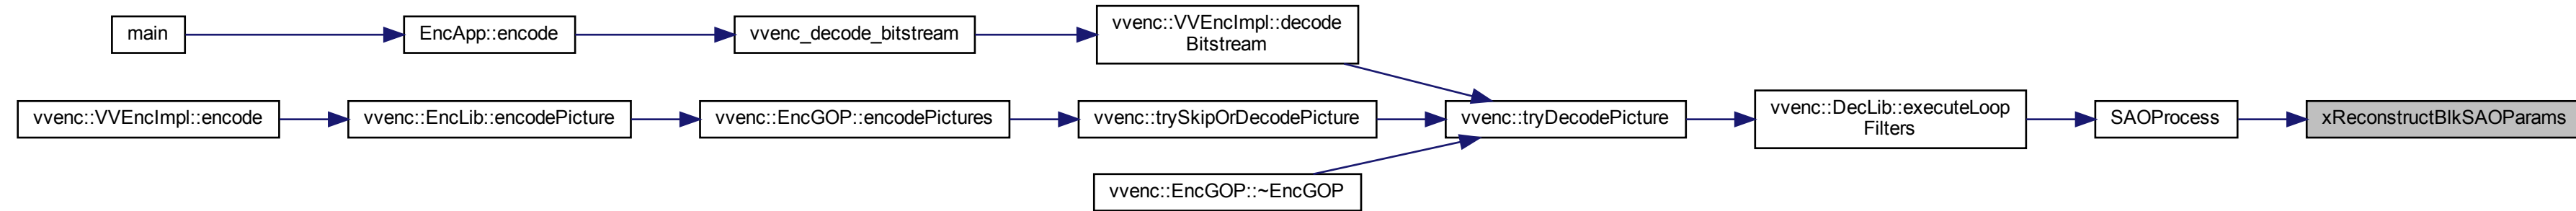 main
EncApp::encode
vvenc_decode_bitstream
vvenc::VVEncImpl::decode
Bitstream
vvenc::VVEncImpl::encode
vvenc::EncLib::encodePicture
vvenc::EncGOP::encodePictures
vvenc::trySkipOrDecodePicture
vvenc::tryDecodePicture
vvenc::DecLib::executeLoop
Filters
SAOProcess
xReconstructBlkSAOParams
vvenc::EncGOP::~EncGOP